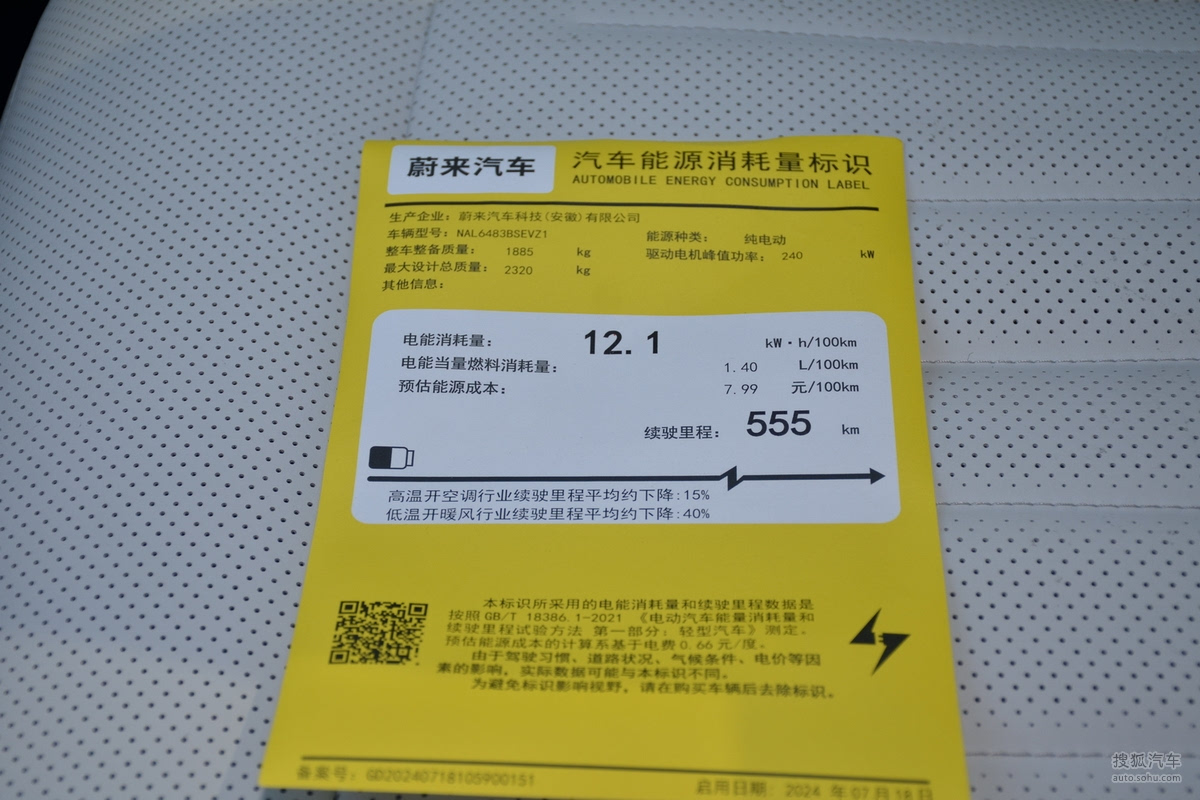 蔚来汽车
汽车能源消耗量标识
AUTOMOBILE ENERGY CONSUMPTION LABEL
生产企业: 蔚来汽车科技(安徽)有限公司
车辆型号: NAL6483BSEVZ1
能源种类: 纯电动
整车整备质量: 1885 kg
驱动电机峰值功率: 240 kW
最大设计总质量: 2320 kg
其他信息:
电能消耗量: 12.1 kW·h/100km
电能当量燃料消耗量: 1.40 L/100km
预估能源成本: 7.99 元/100km
续驶里程: 555 km
高温开空调行业续驶里程平均约下降:15%
低温开暖风行业续驶里程平均约下降:40%
本标识所采用的电能消耗量和续驶里程数据是
按照 GB/T 18386.1-2021 《电动汽车能量消耗量和
续驶里程试验方法 第一部分: 轻型汽车》测定。
预估能源成本的计算系基于电费0.66元/度。
由于驾驶习惯、道路状况、气候条件、电价等因
素的影响, 实际数据可能与本标识不同。
为避免标识影响视野, 请在购买车辆后去除标识。
备案号: GD20240718105900151
启用日期: 2024 年07月18日
搜狐汽车
auto.sohu.com